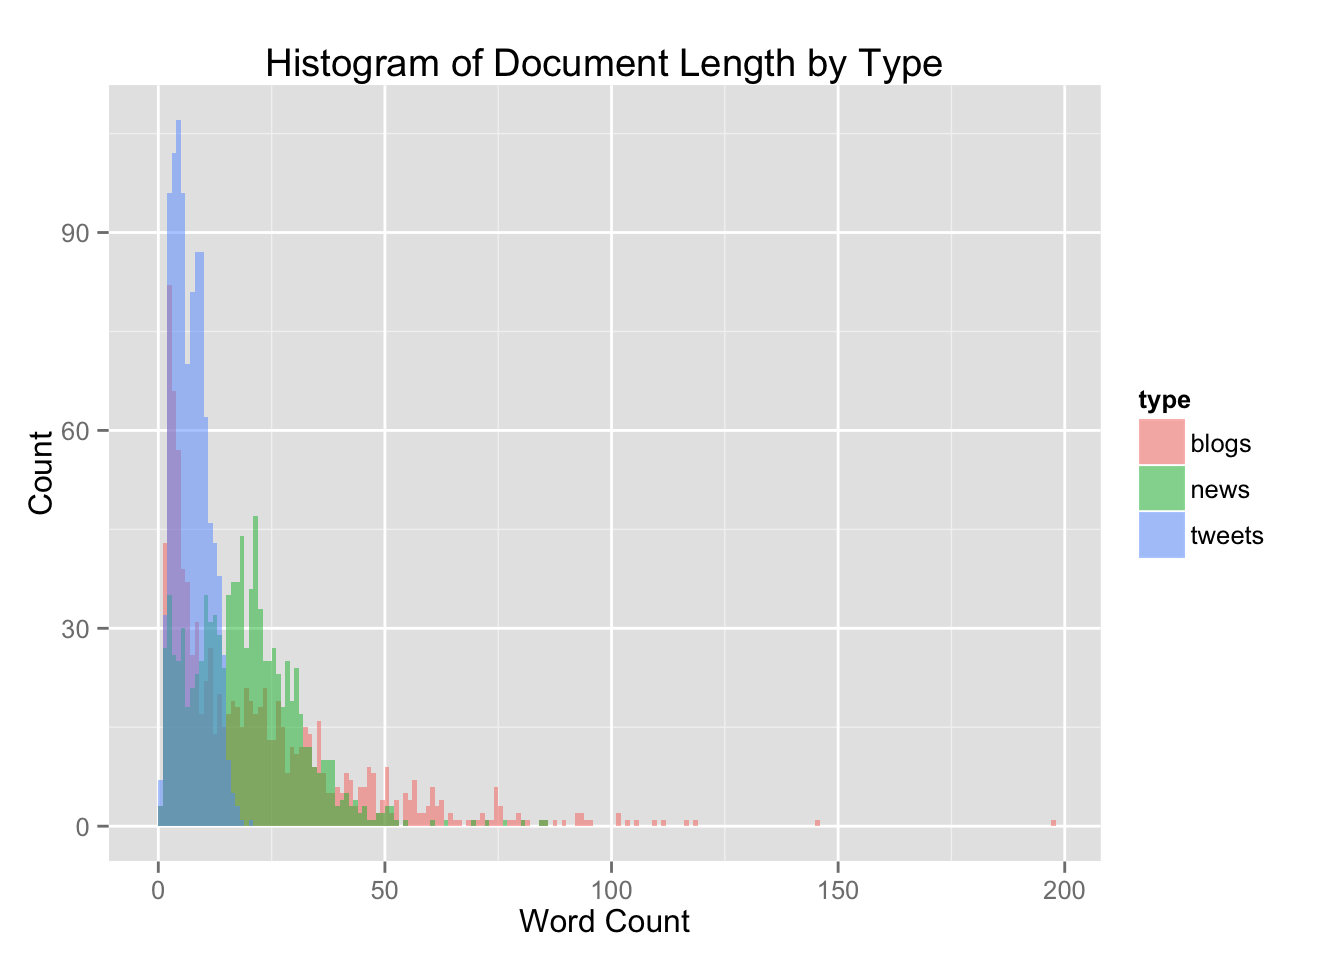 Histogram of Document Length by Type
Count
90
60
30
0
0 50 100 150 200
Word Count
type
blogs
news
tweets